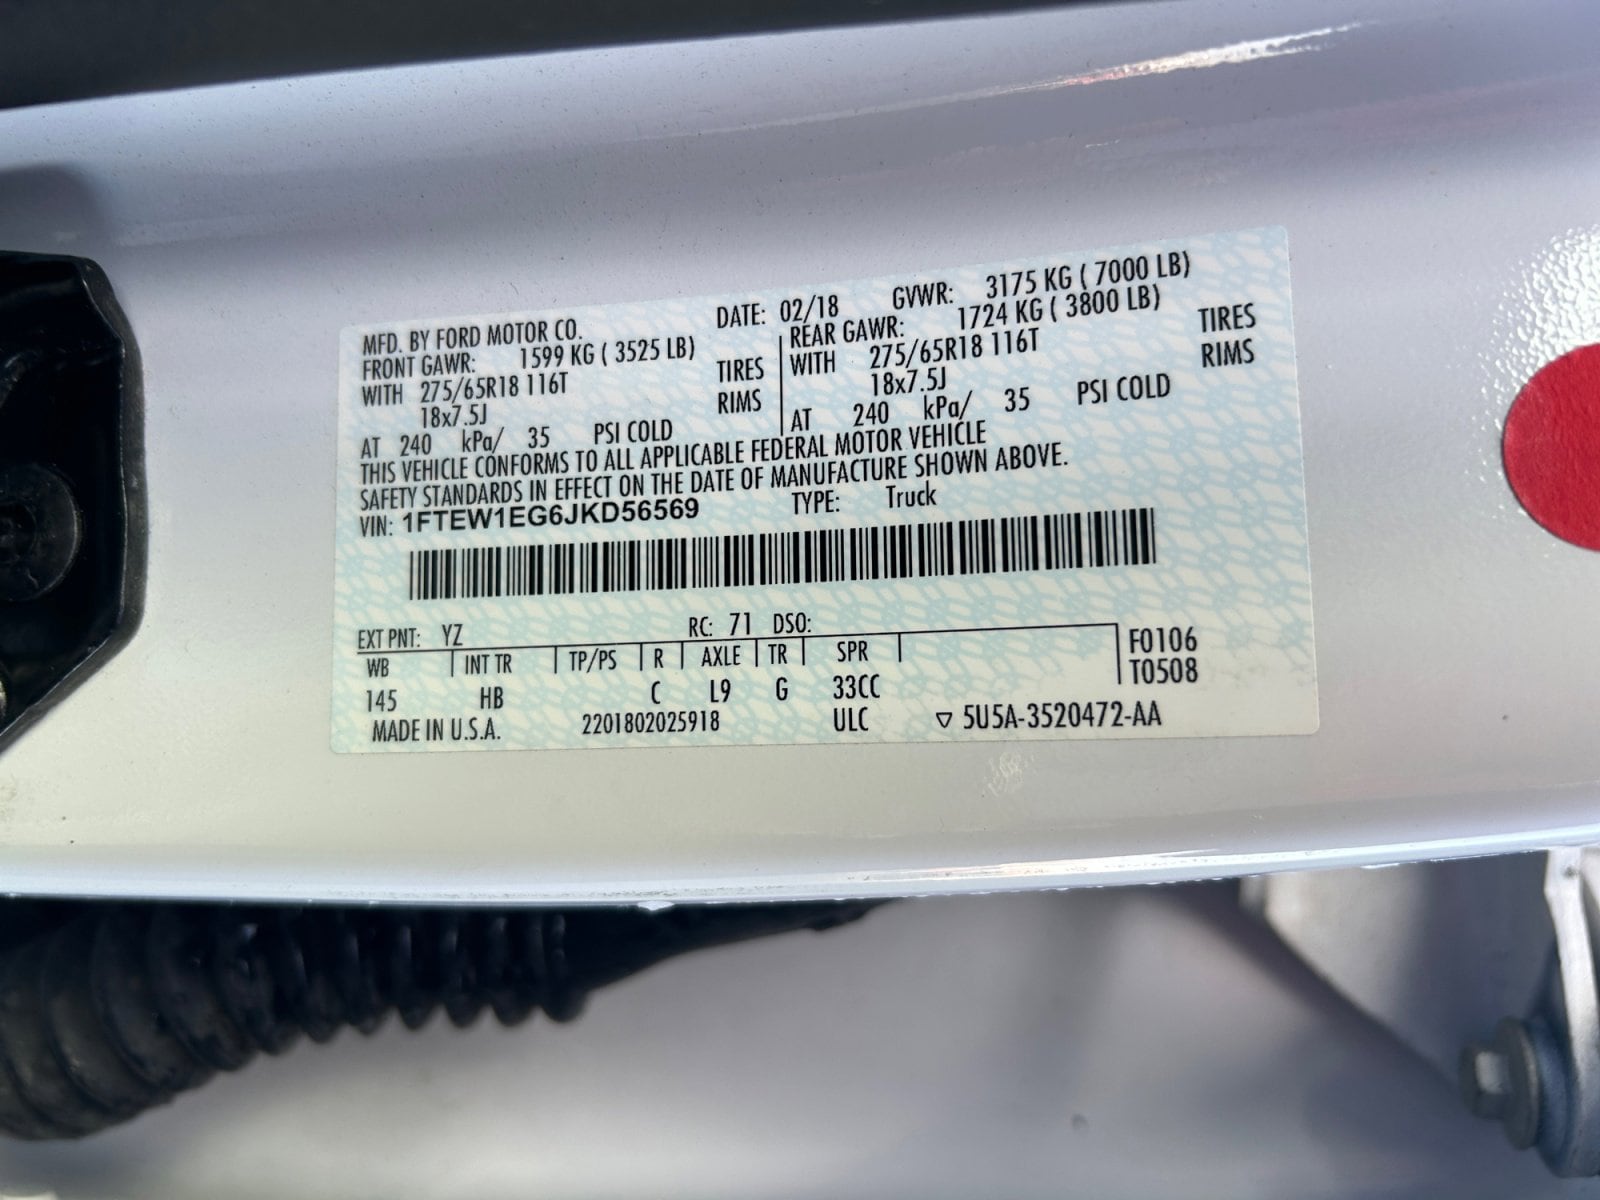 MFD. BY FORD MOTOR CO. DATE: 02/18 GVWR: 3175 KG ( 7000 LB)
FRONT GAWR: 1599 KG ( 3525 LB) REAR GAWR: 1724 KG ( 3800 LB)
WITH 275/65R18 116T TIRES WITH 275/65R18 116T TIRES
18x7.5J RIMS 18x7.5J RIMS
AT 240 kPa/ 35 PSI COLD AT 240 kPa/ 35 PSI COLD
THIS VEHICLE CONFORMS TO ALL APPLICABLE FEDERAL MOTOR VEHICLE
SAFETY STANDARDS IN EFFECT ON THE DATE OF MANUFACTURE SHOWN ABOVE.
VIN: 1FTEW1EG6JKD56569 TYPE: Truck
EXT PNT: YZ RC: 71 DSO:
WB INT TR TP/PS R AXLE TR SPR F0106
145 HB C L9 G 33CC T0508
MADE IN U.S.A. 2201802025918 ULC ▽ 5U5A-3520472-AA